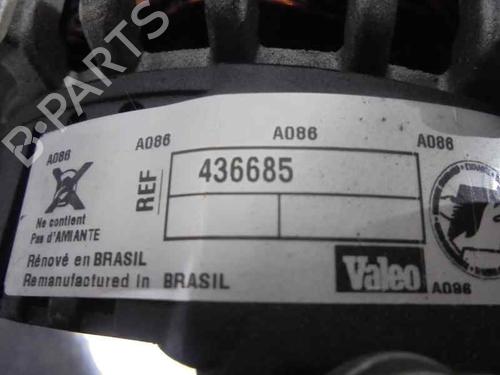 B-PARTS
A086
A086
A086
A086
REF
436685
Ne contient
Pas d'AMIANTE
Rénové en BRASIL
Remanufactured in BRASIL
Valeo
A096